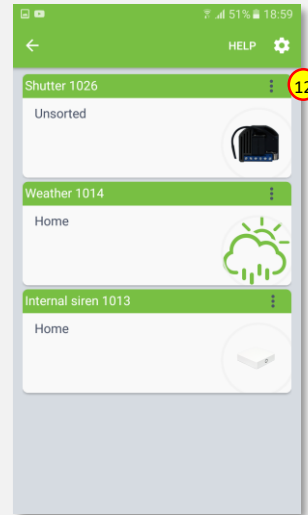 51% 18:59
HELP
Shutter 1026
12
Unsorted
Weather 1014
Home
Internal siren 1013
Home